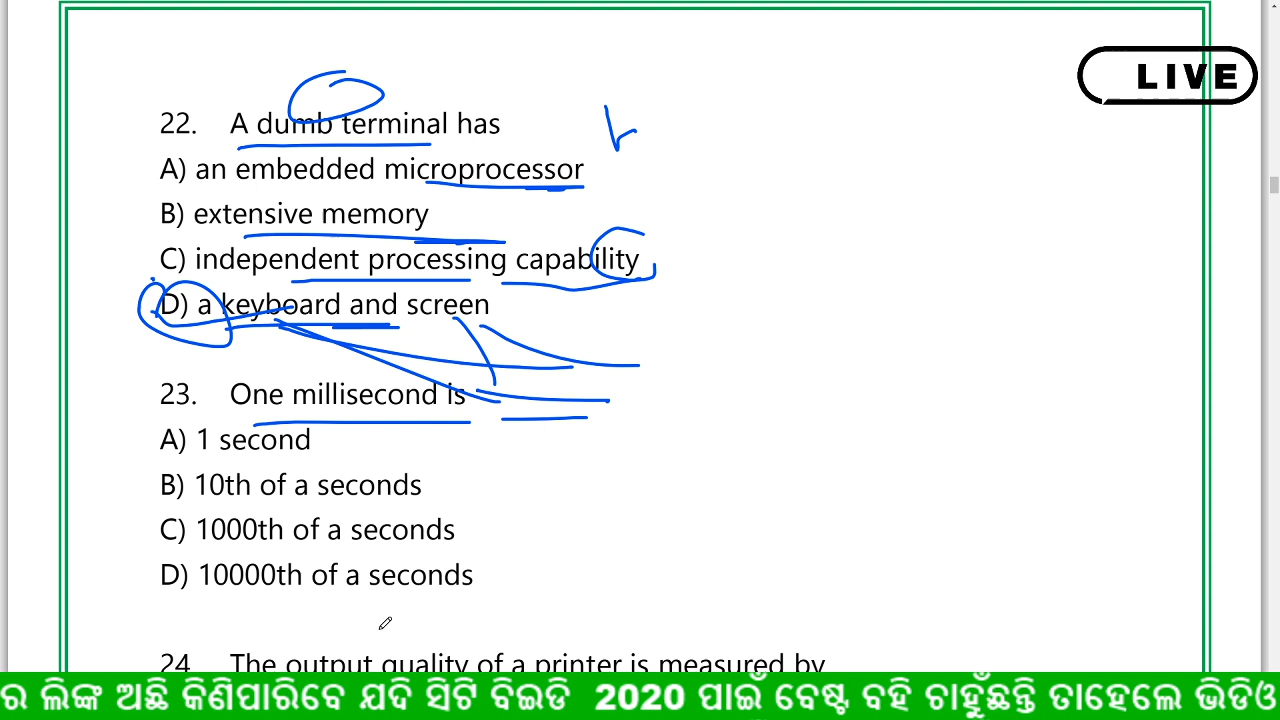 LIVE
22. A dumb terminal has
A) an embedded microprocessor
B) extensive memory
C) independent processing capability
D) a keyboard and screen
23. One millisecond is
A) 1 second
B) 10th of a seconds
C) 1000th of a seconds
D) 10000th of a seconds
24. The output quality of a printer is measured by
ର ଲିଙ୍କ ଅଛି କିଣିପାରିବେ ଯଦି ସିଟି ବିଇଡି 2020 ପାଇଁ ବେଷ୍ଟ ବହି ଚାହୁଁଛନ୍ତି ତାହେଲେ ଭିଡିଓ